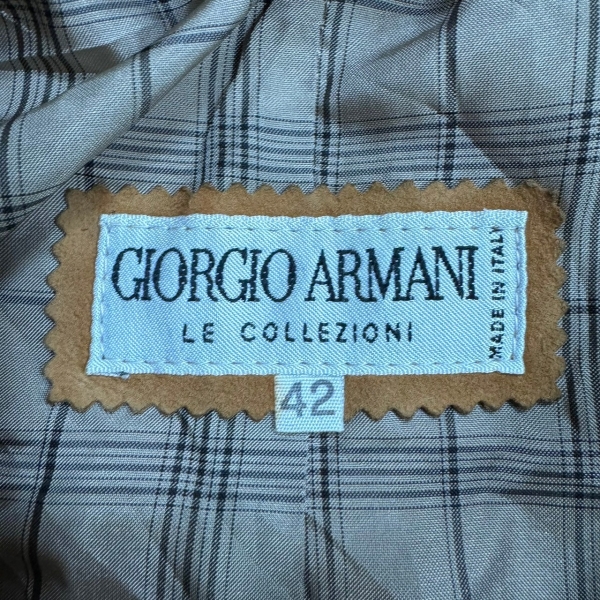 GIORGIO ARMANI
LE COLLEZIONI
MADE IN ITALY
42